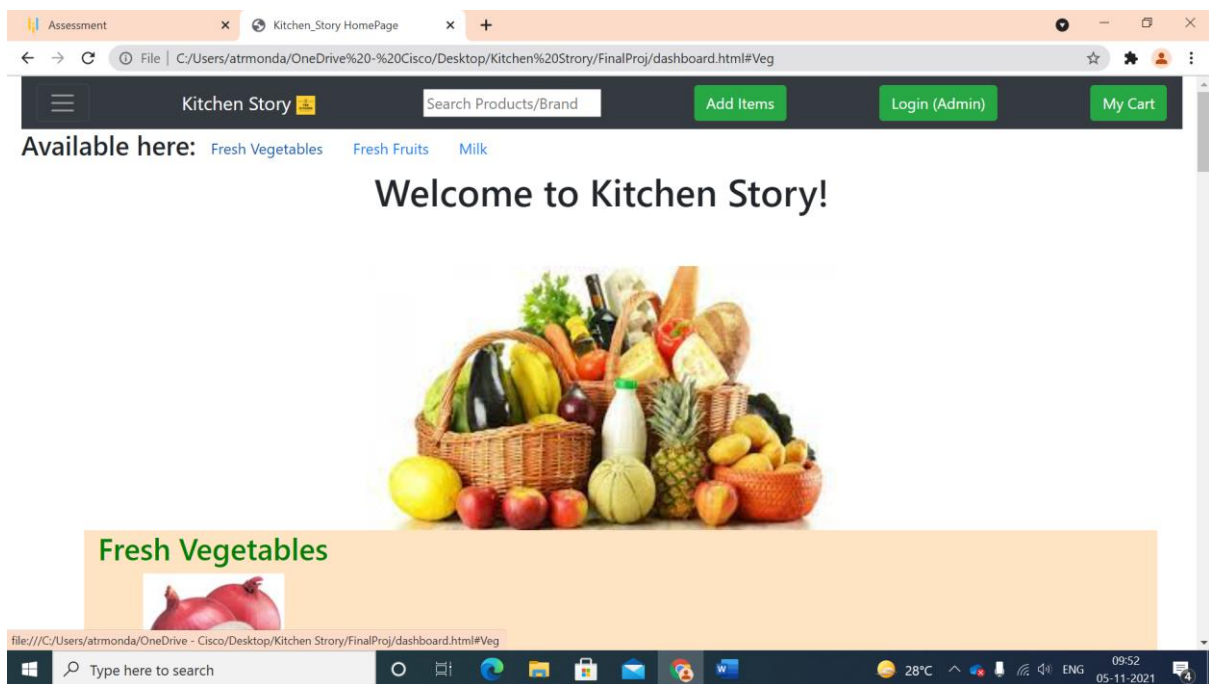 Assessment
Kitchen_Story HomePage
File | C:/Users/atrmonda/OneDrive%20-%20Cisco/Desktop/Kitchen%20Strory/FinalProj/dashboard.html#Veg
Kitchen Story Search Products/Brand Add Items Login (Admin) My Cart
Available here: Fresh Vegetables Fresh Fruits Milk
Welcome to Kitchen Story!
Fresh Vegetables
file:///C:/Users/atrmonda/OneDrive - Cisco/Desktop/Kitchen Strory/FinalProj/dashboard.html#Veg
Type here to search 28°C ENG 09:52
05-11-2021 4